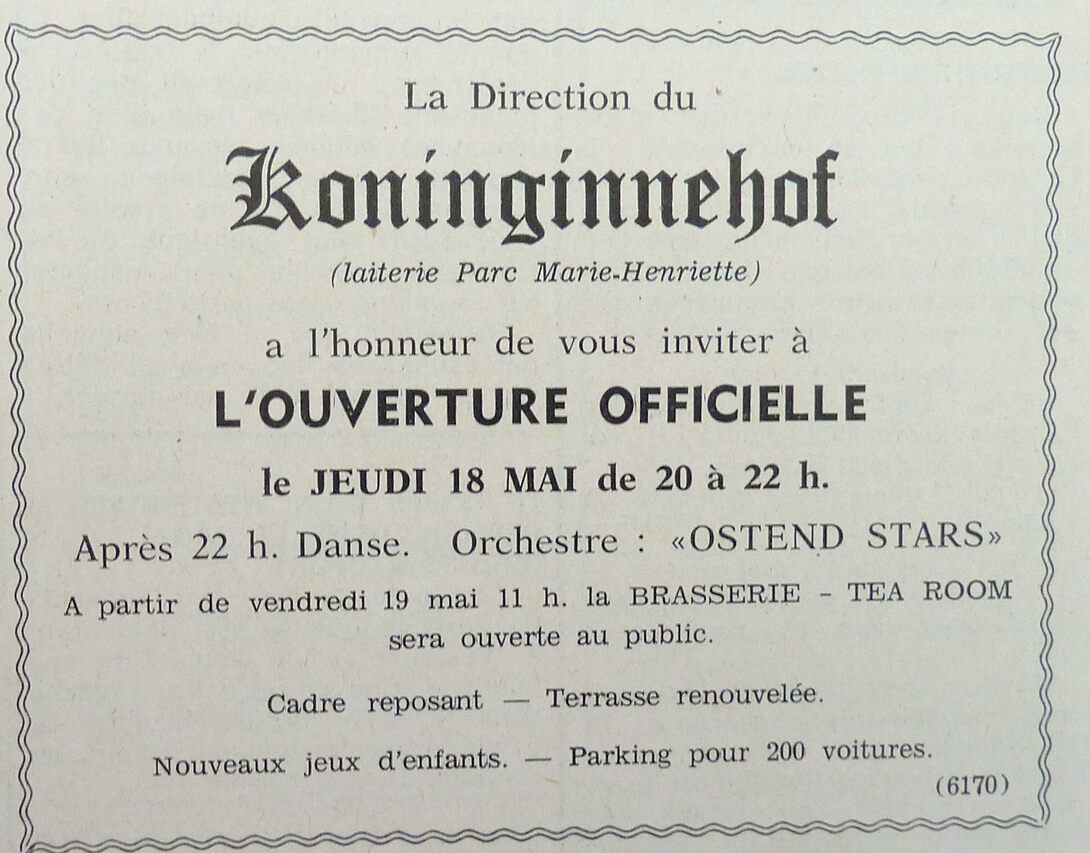 La Direction du
Koninginnehof
(laiterie Parc Marie-Henriette)
a l'honneur de vous inviter à
L'OUVERTURE OFFICIELLE
le JEUDI 18 MAI de 20 à 22 h.
Après 22 h. Danse. Orchestre : «OSTEND STARS»
A partir de vendredi 19 mai 11 h. la BRASSERIE - TEA ROOM
sera ouverte au public.
Cadre reposant — Terrasse renouvelée.
Nouveaux jeux d'enfants. — Parking pour 200 voitures.
(6170)